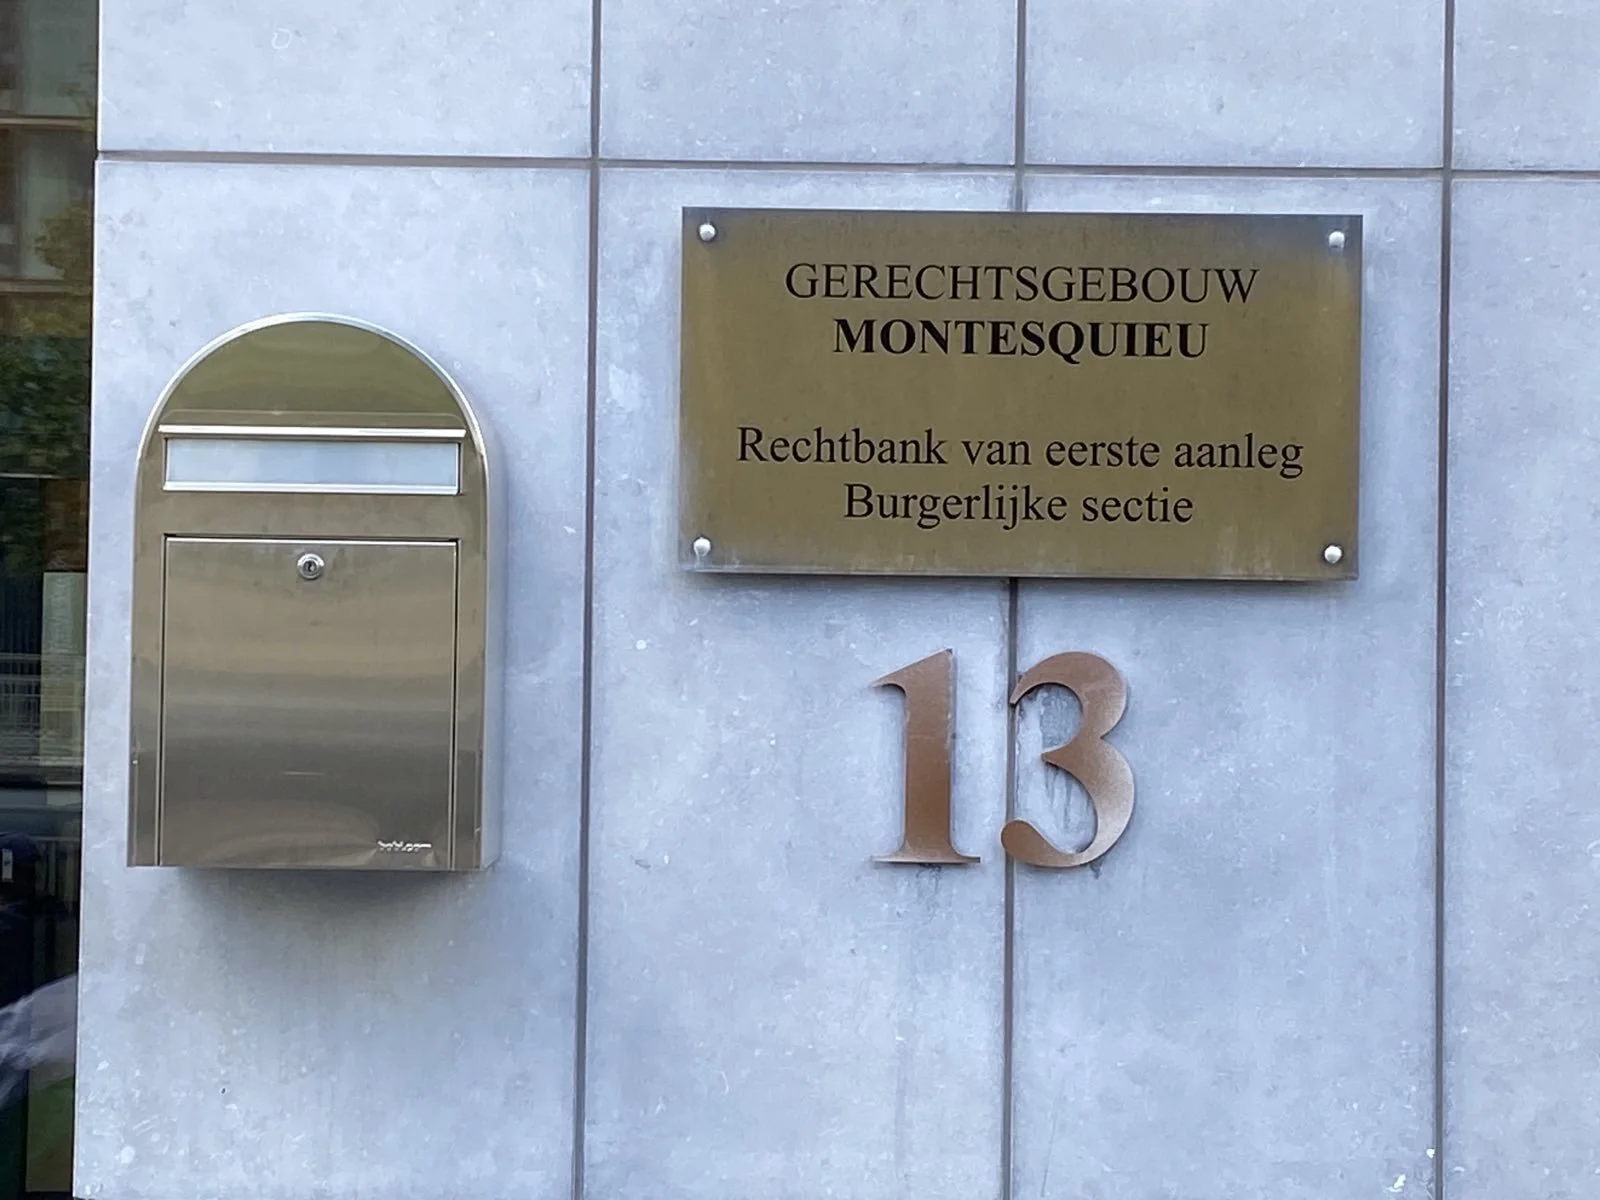 GERECHTSGEBOUW
MONTESQUIEU
Rechtbank van eerste aanleg
Burgerlijke sectie
13